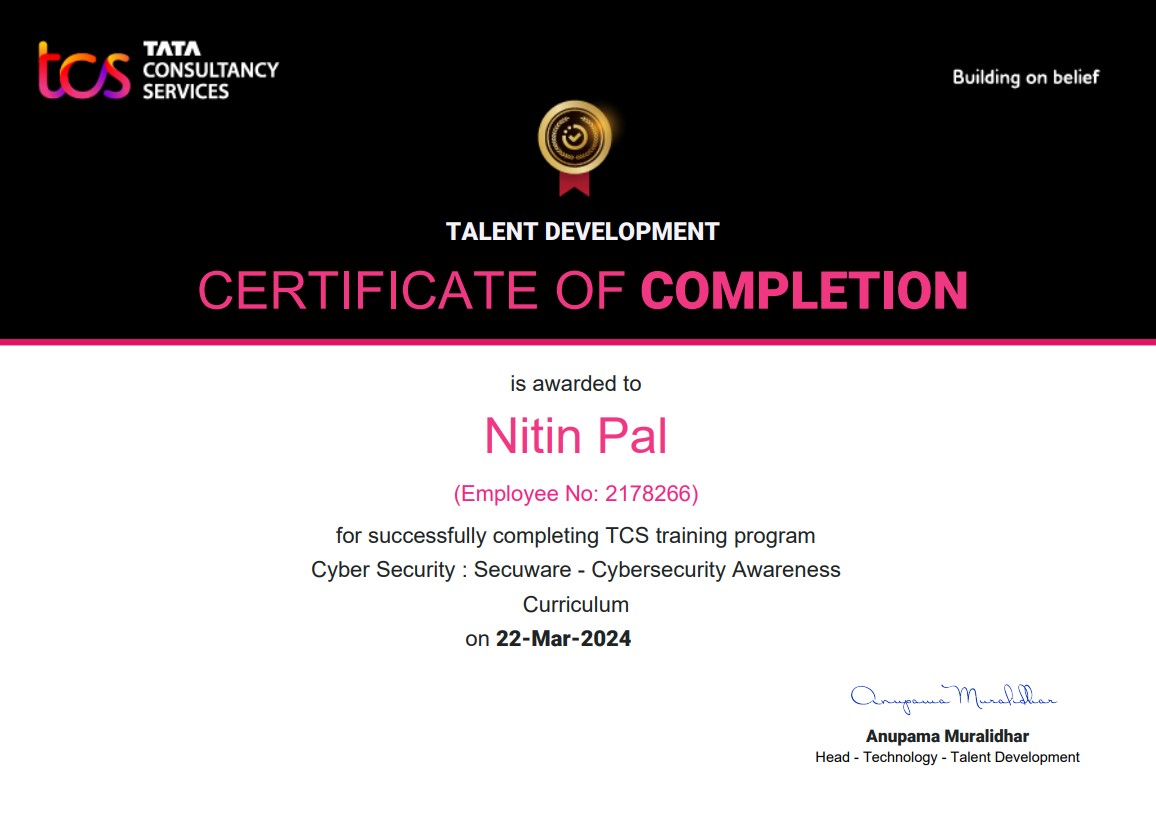 tcs TATA
CONSULTANCY
SERVICES
Building on belief
TALENT DEVELOPMENT
CERTIFICATE OF COMPLETION
is awarded to
Nitin Pal
(Employee No: 2178266)
for successfully completing TCS training program
Cyber Security : Secuware - Cybersecurity Awareness
Curriculum
on 22-Mar-2024
Anupama Muralidhar
Anupama Muralidhar
Head - Technology - Talent Development